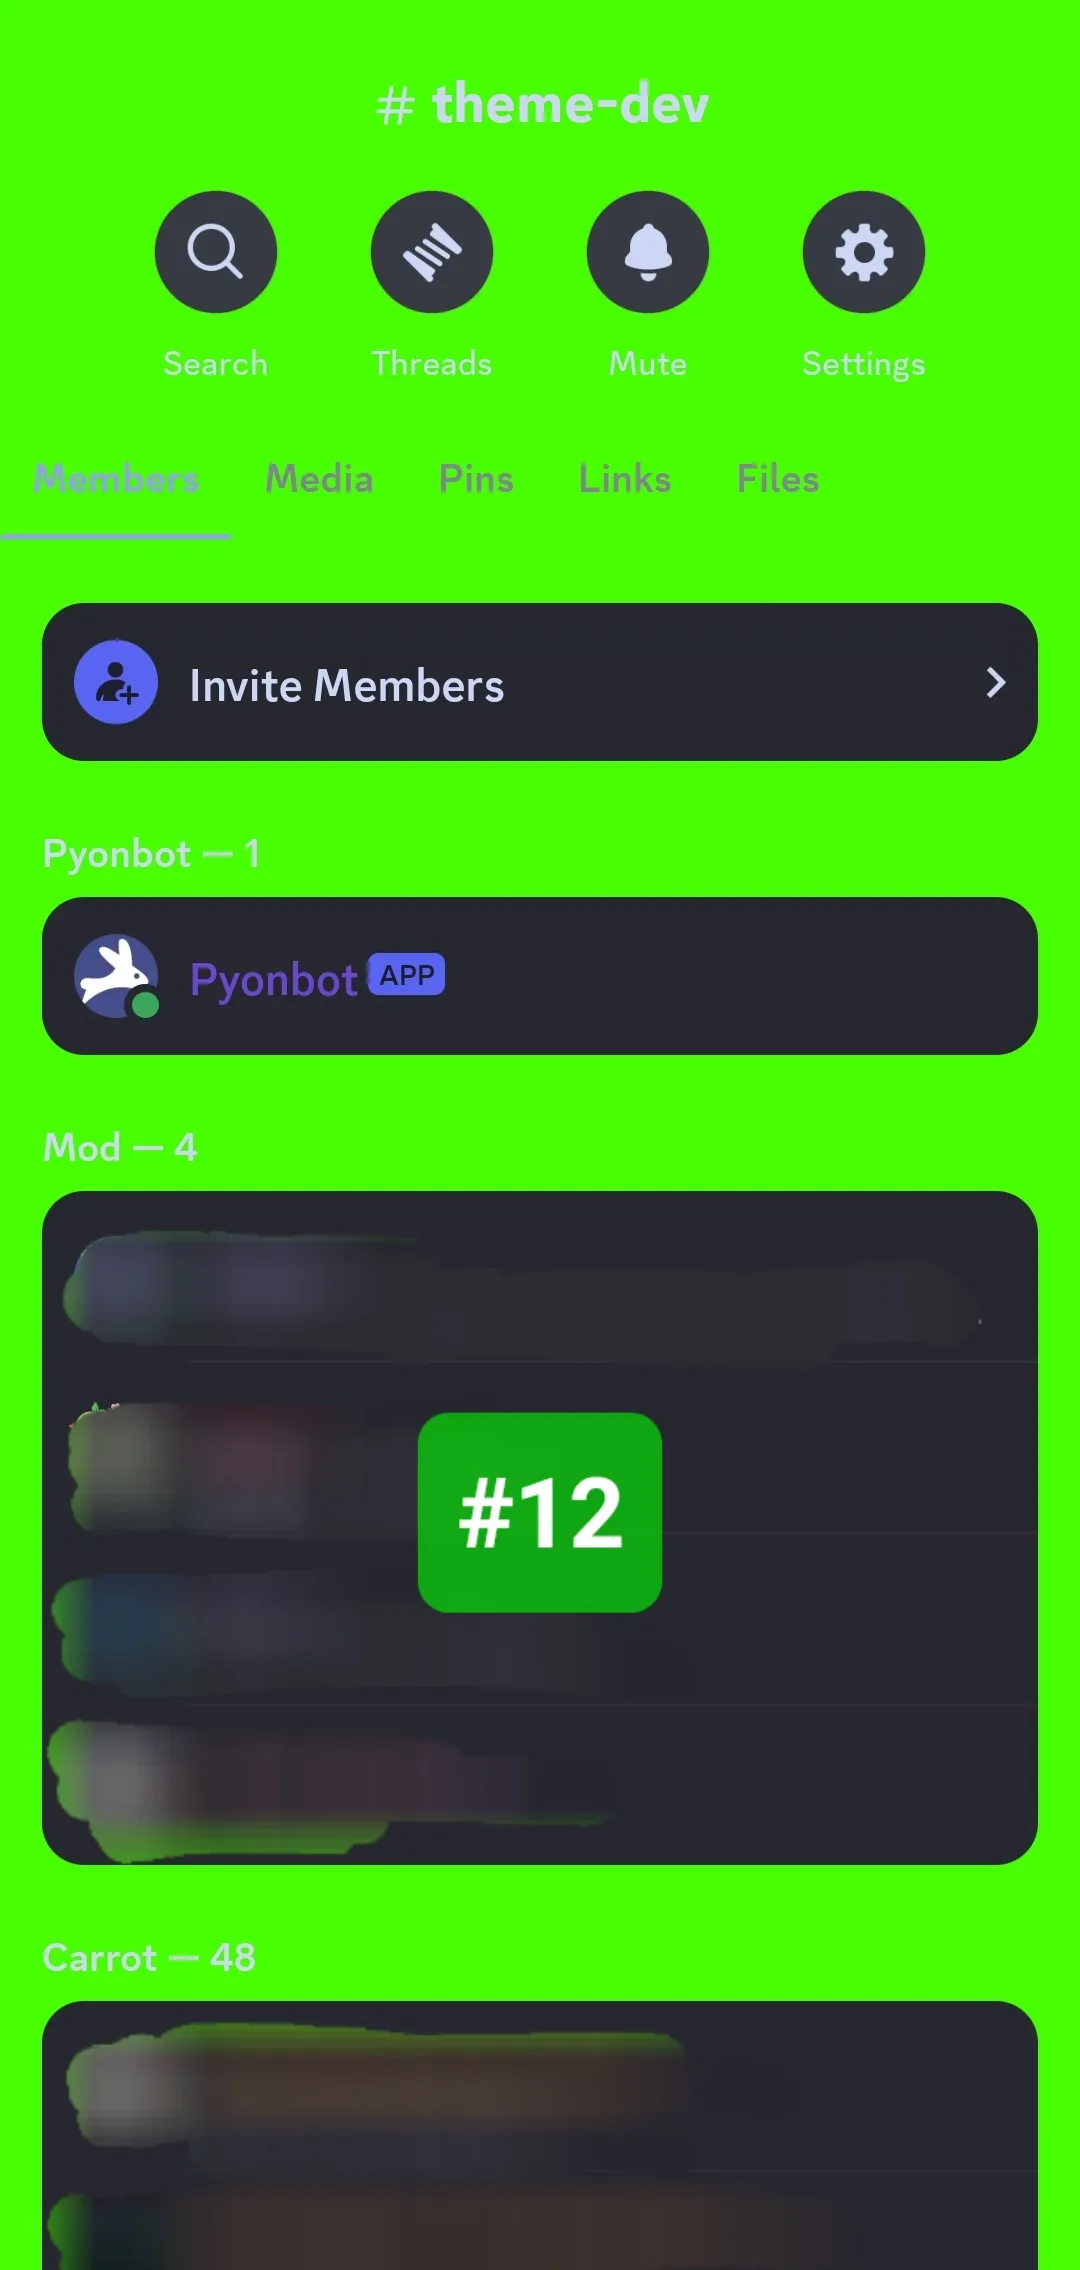 # theme-dev
Search Threads Mute Settings
Members Media Pins Links Files
Invite Members
Pyonbot — 1
Pyonbot APP
Mod — 4
#12
Carrot — 48